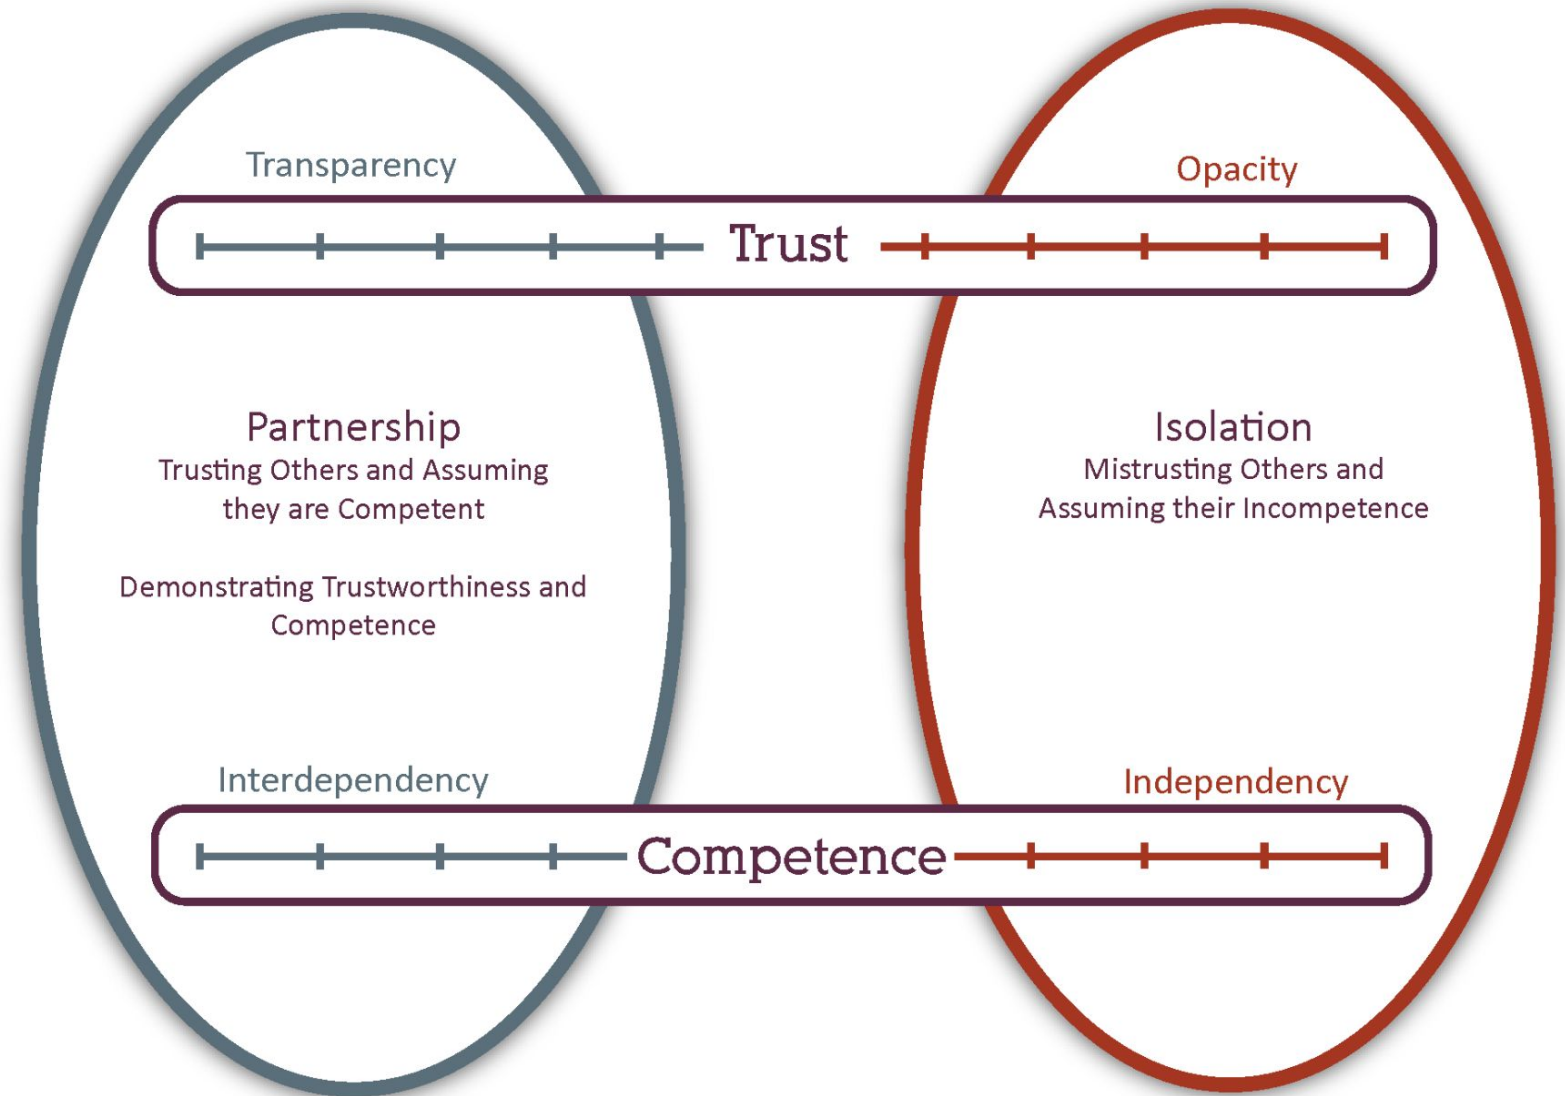 Transparency
Opacity
Trust
Partnership
Trusting Others and Assuming
they are Competent
Demonstrating Trustworthiness and
Competence
Isolation
Mistrusting Others and
Assuming their Incompetence
Interdependency
Independency
Competence